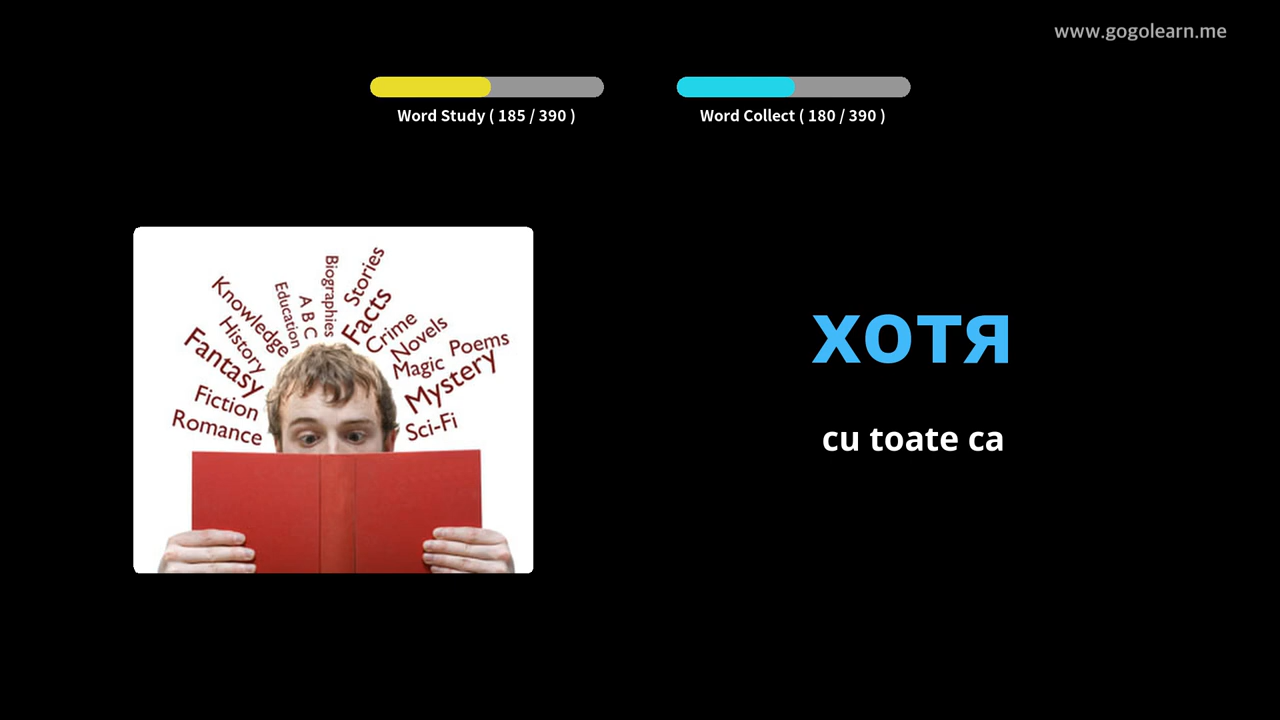 www.gogolearn.me
Word Study ( 185 / 390 )
Word Collect ( 180 / 390 )
Biographies
Stories
Knowledge
Education
A B C
Facts
Crime
History
Novels
Poems
Fantasy
Magic
Mystery
Fiction
Romance
Sci-Fi
хотя
cu toate ca